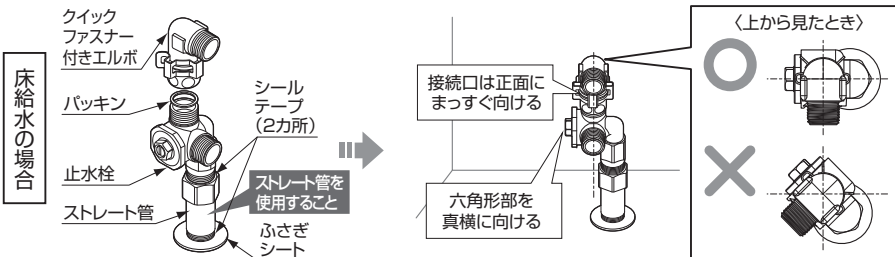 床給水の場合
クイック
ファスナー
付きエルボ
パッキン
止水栓
ストレート管
シール
テープ
（2カ所）
ストレート管を
使用すること
ふさぎ
シート
接続口は正面に
まっすぐ向ける
六角形部を
真横に向ける
〈上から見たとき〉